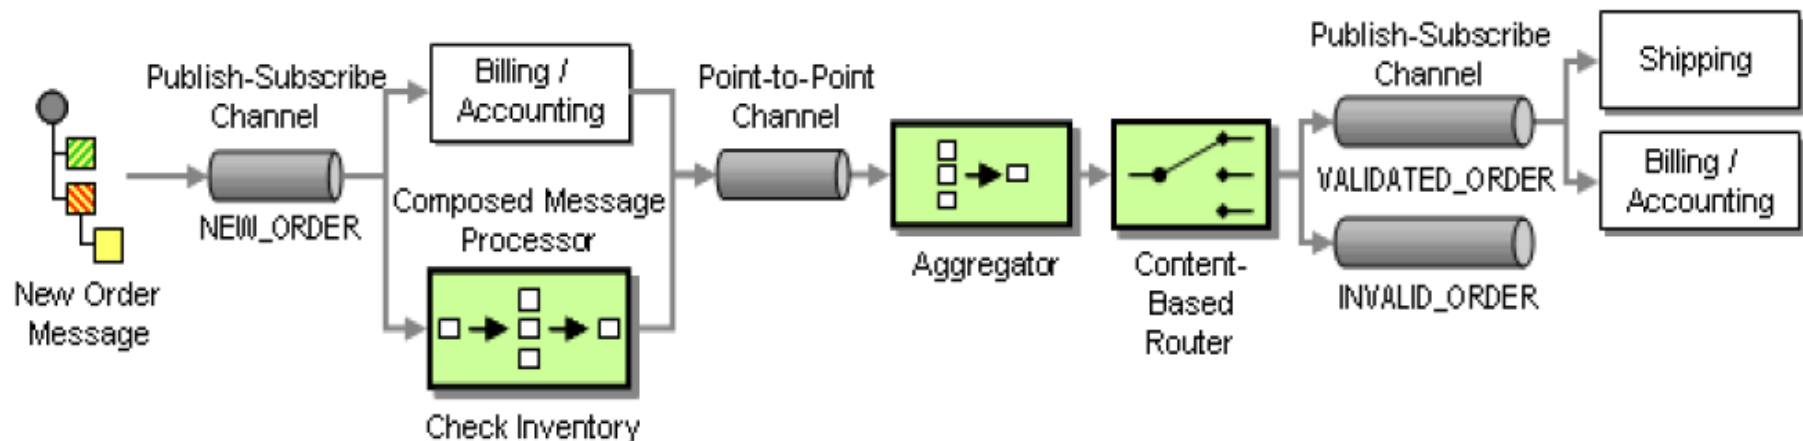 New Order
Message
Publish-Subscribe
Channel
NEW_ORDER
Billing /
Accounting
Composed Message
Processor
Check Inventory
Point-to-Point
Channel
Aggregator
Content-
Based
Router
Publish-Subscribe
Channel
VALIDATED_ORDER
INVALID_ORDER
Shipping
Billing /
Accounting